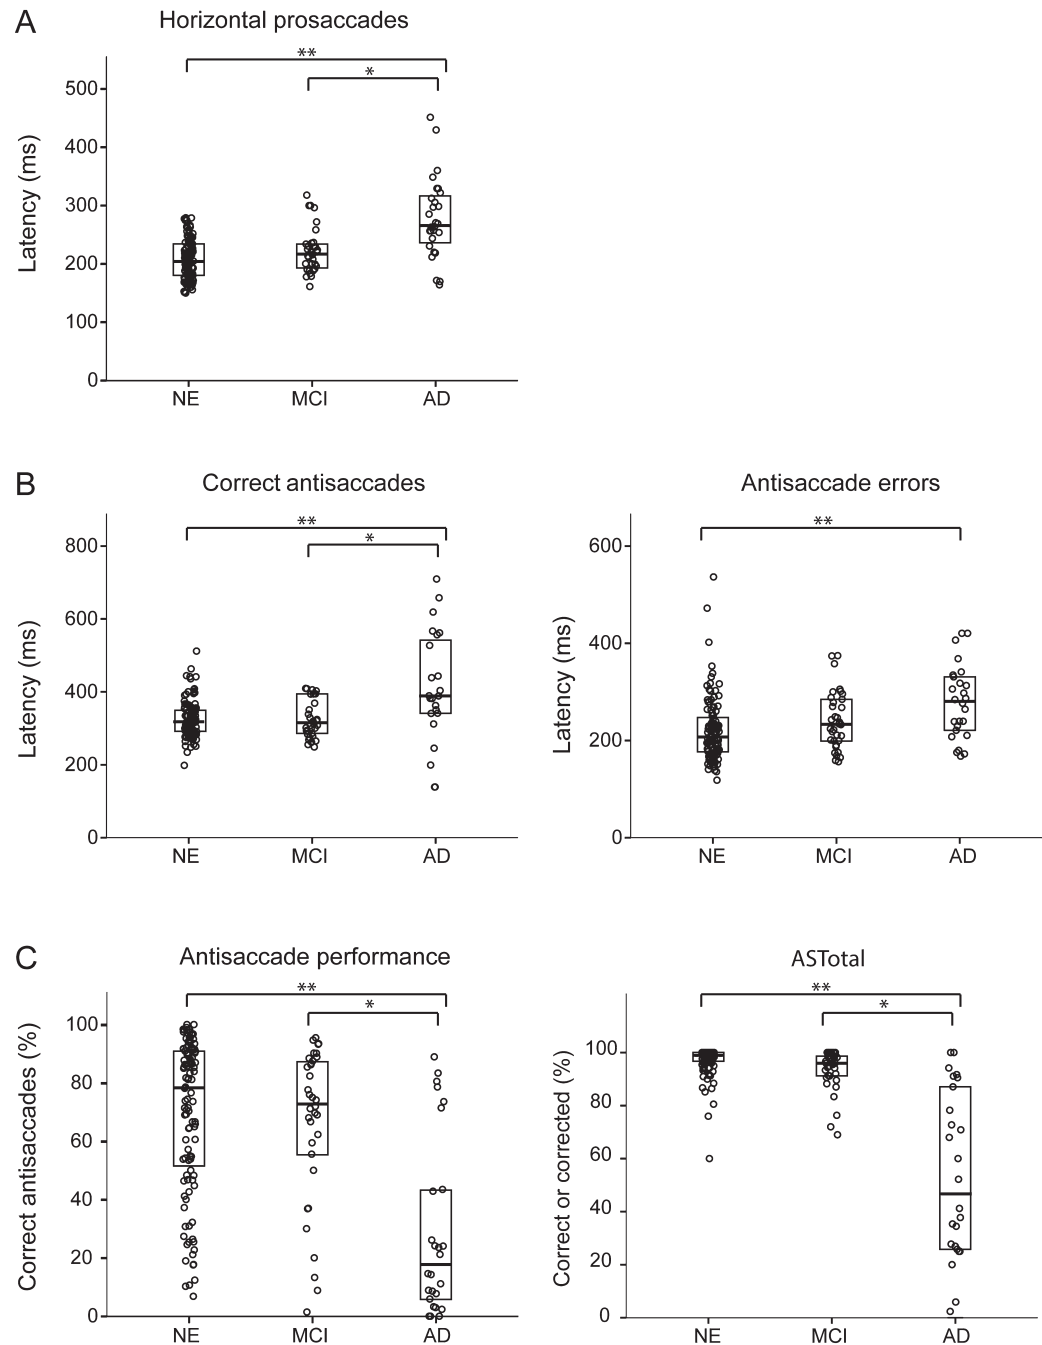 A
Horizontal prosaccades
**
*
Latency (ms)
500
400
300
200
100
0
NE MCI AD
B
Correct antisaccades
**
*
Latency (ms)
800
600
400
200
0
NE MCI AD
Antisaccade errors
**
Latency (ms)
600
400
200
0
NE MCI AD
C
Antisaccade performance
**
*
Correct antisaccades (%)
100
80
60
40
20
0
NE MCI AD
ASTotal
**
*
Correct or corrected (%)
100
80
60
40
20
0
NE MCI AD